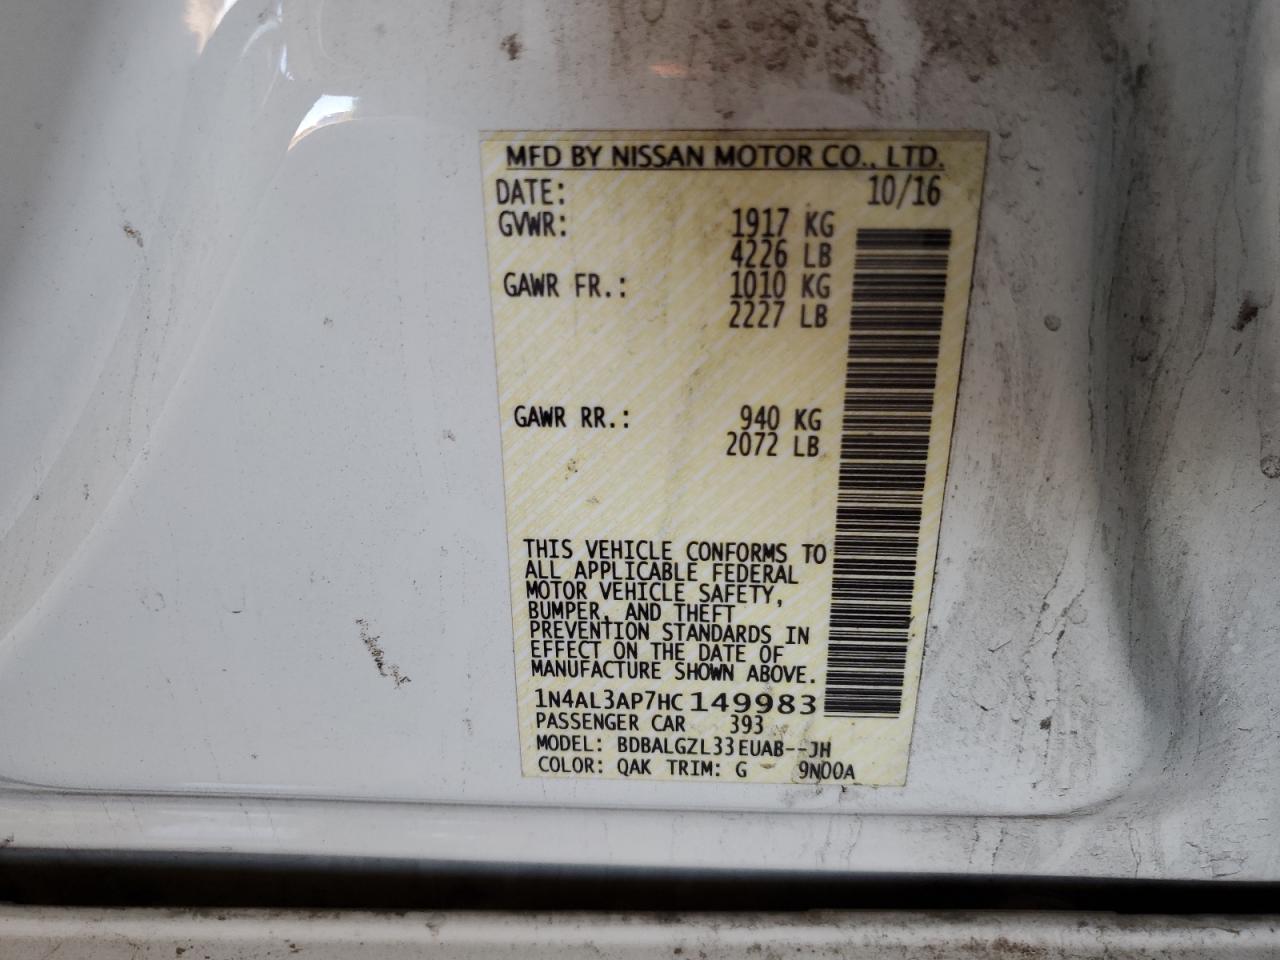 MFD BY NISSAN MOTOR CO., LTD.
DATE: 10/16
GVWR: 1917 KG
4226 LB
GAWR FR.: 1010 KG
2227 LB
GAWR RR.: 940 KG
2072 LB
THIS VEHICLE CONFORMS TO
ALL APPLICABLE FEDERAL
MOTOR VEHICLE SAFETY,
BUMPER, AND THEFT
PREVENTION STANDARDS IN
EFFECT ON THE DATE OF
MANUFACTURE SHOWN ABOVE.
1N4AL3AP7HC149983
PASSENGER CAR 393
MODEL: BDBALGZL33EUAB--JH
COLOR: QAK TRIM: G 9N00A